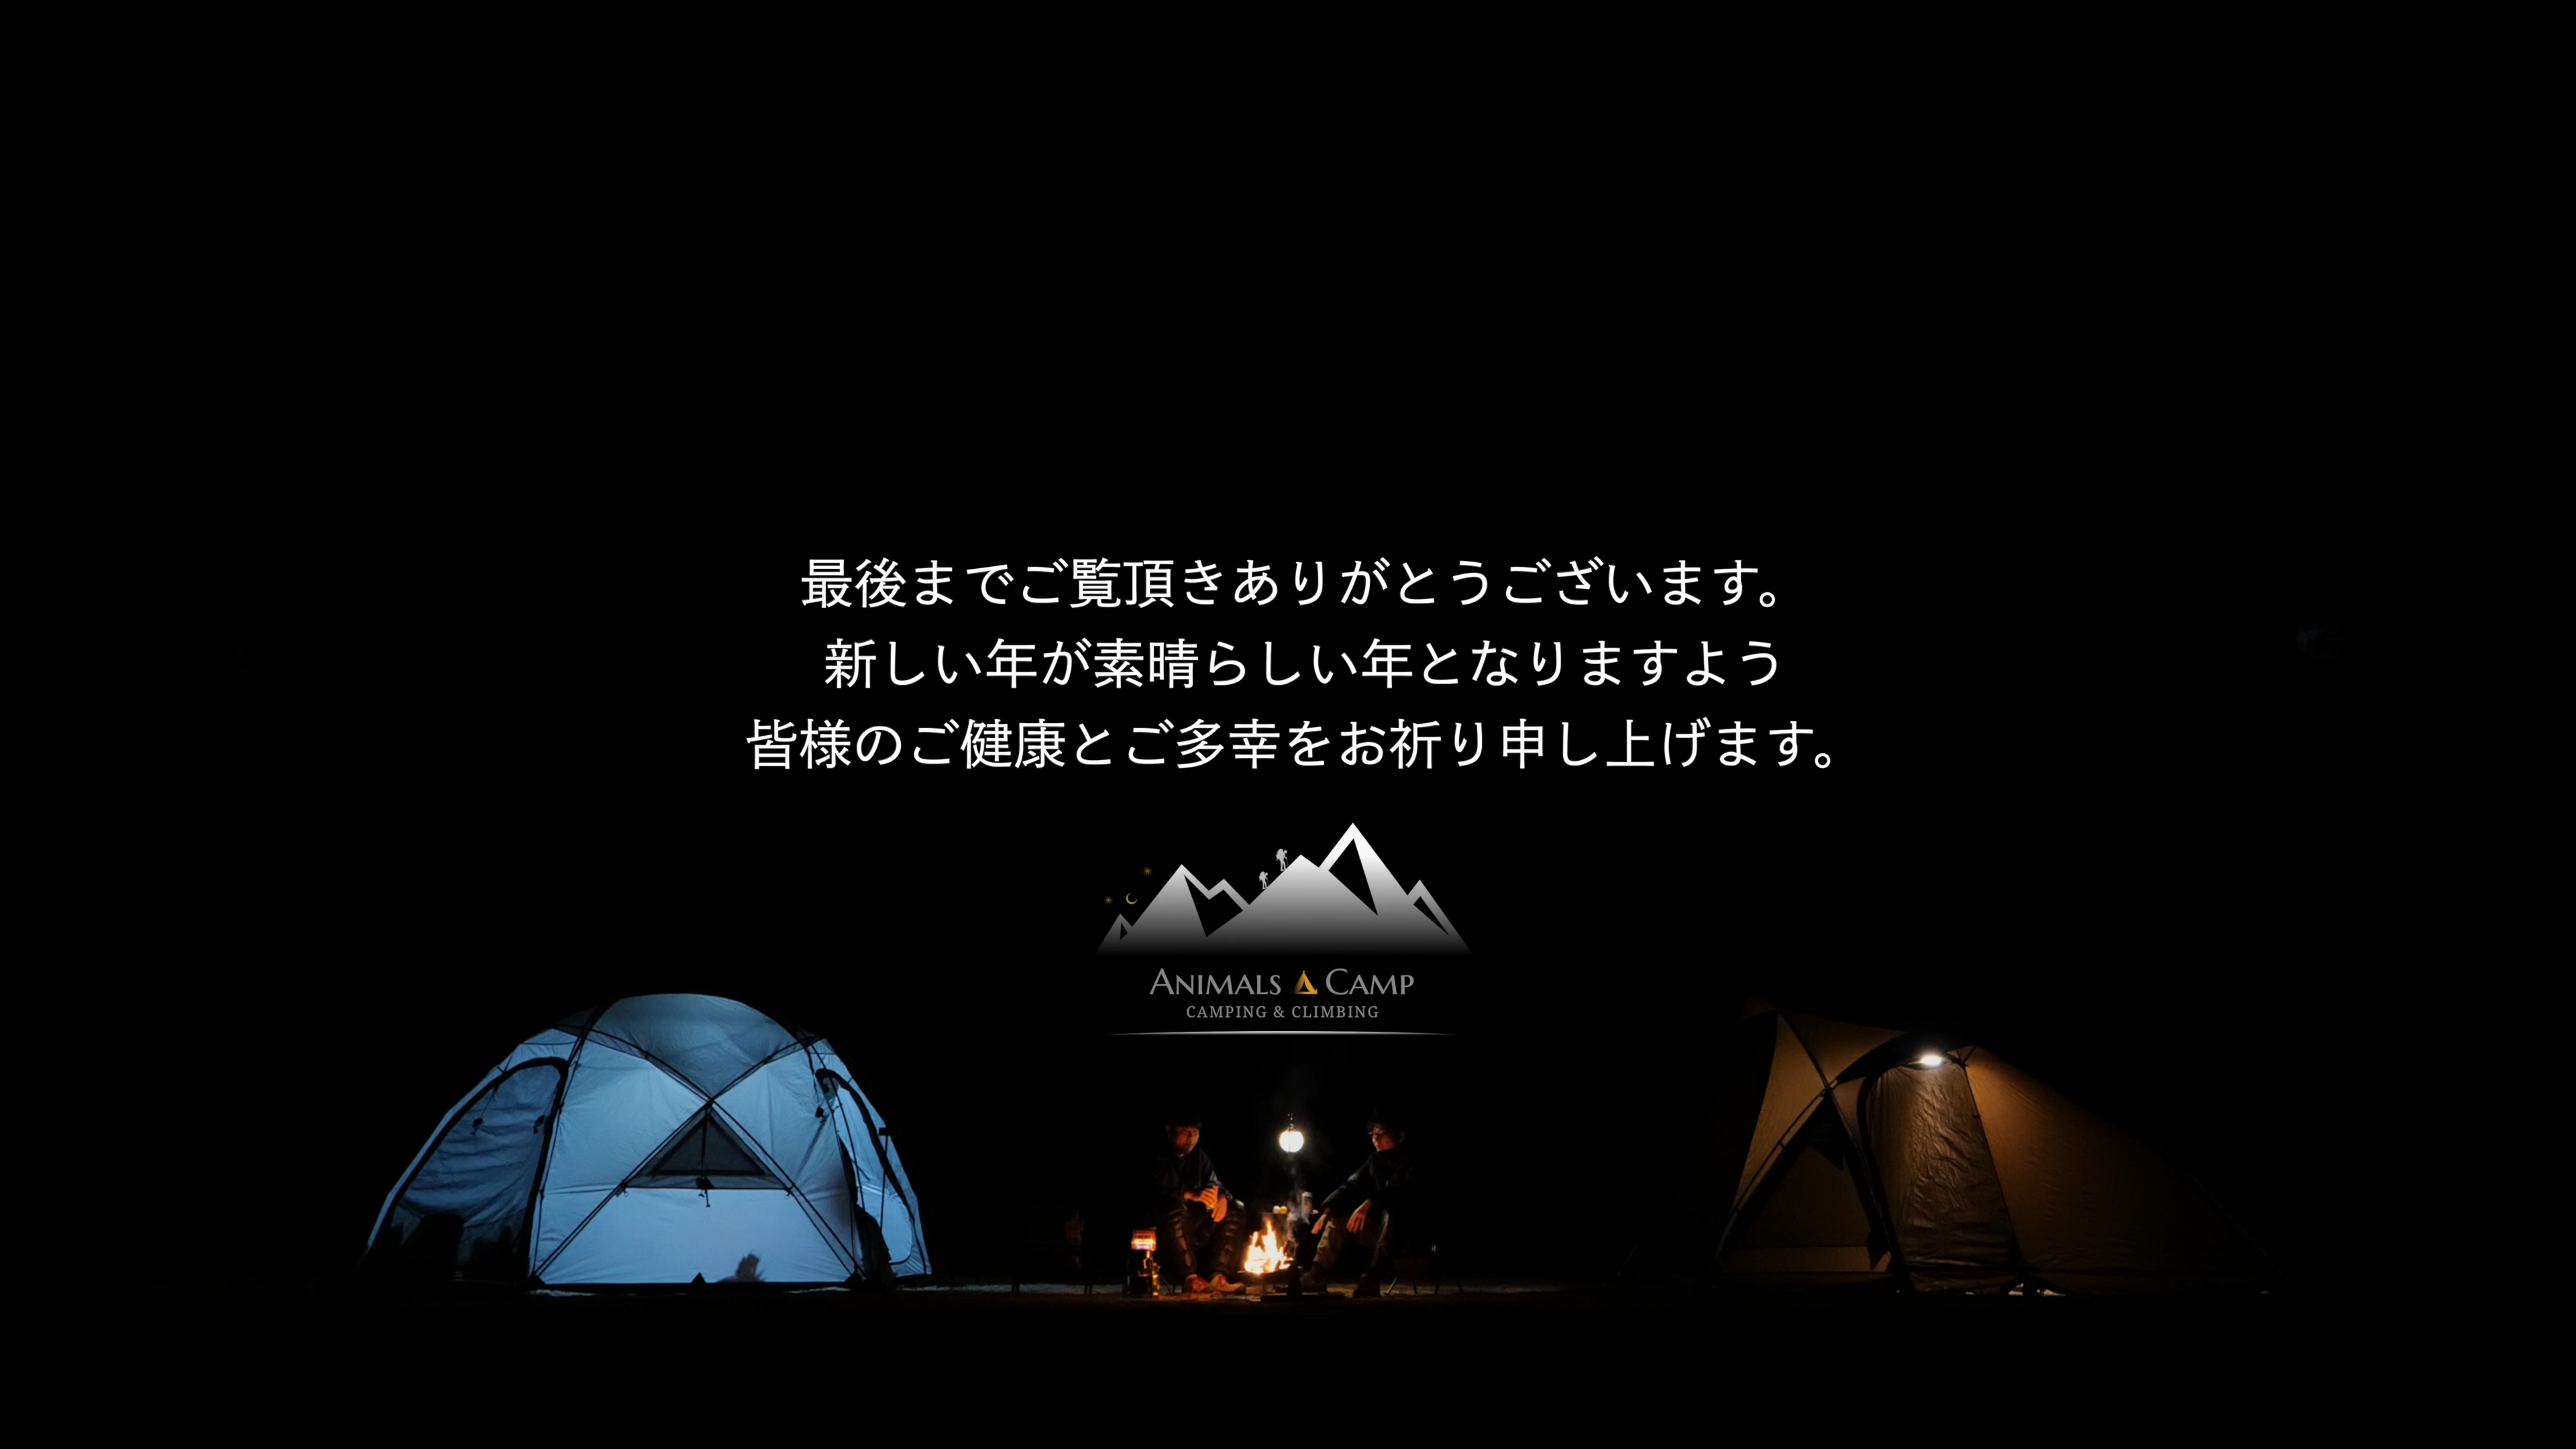 最後までご覧頂きありがとうございます。
新しい年が素晴らしい年となりますよう
皆様のご健康とご多幸をお祈り申し上げます。
ANIMALS CAMP
CAMPING & CLIMBING